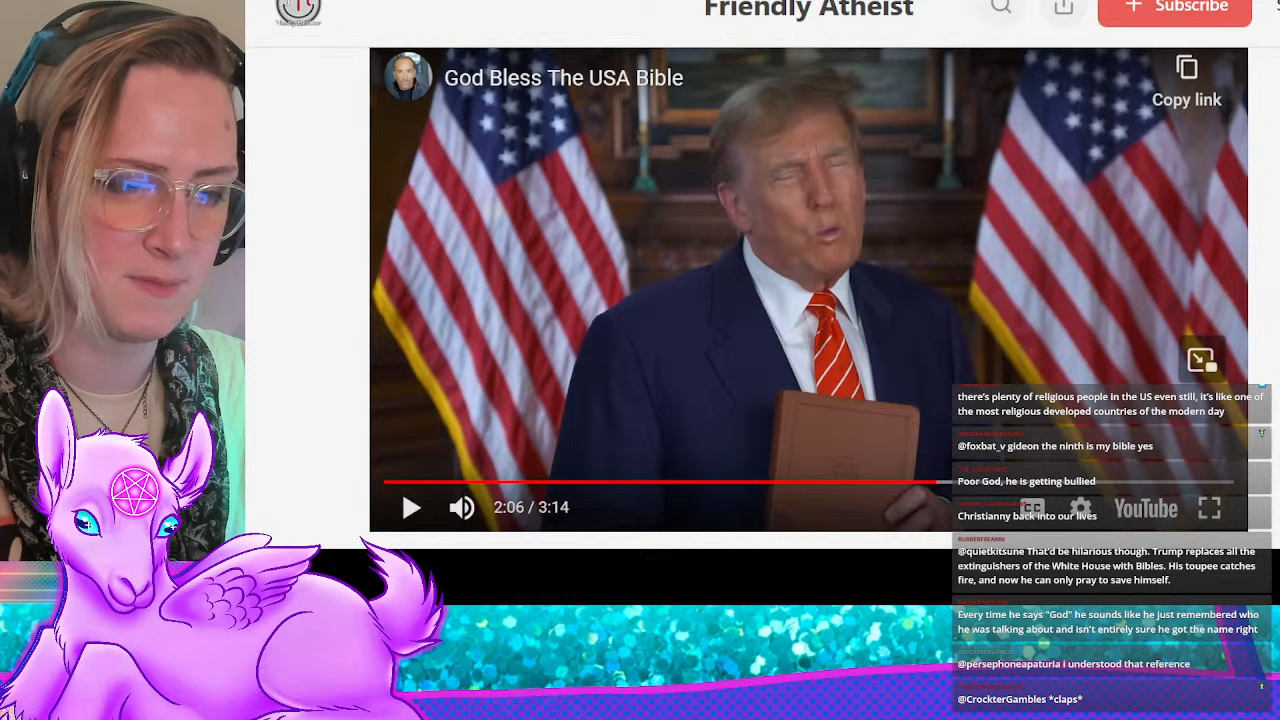 Friendly Atheist
Subscribe
God Bless The USA Bible
Copy link
there's plenty of religious people in the US even still, it's like one of
the most religious developed countries of the modern day
@foxbat_v gideon the ninth is my bible yes
Poor God, he is getting bullied
Christianny back into our lives
2:06 / 3:14
YouTube
RUBBERFREAK06
@quietkitsune That'd be hilarious though. Trump replaces all the
extinguishers of the White House with Bibles. His toupee catches
fire, and now he can only pray to save himself.
Every time he says "God" he sounds like he just remembered who
he was talking about and isn't entirely sure he got the name right
CROCKTERGAMBLES
@persephoneapaturia i understood that reference
@CrockterGambles *claps*